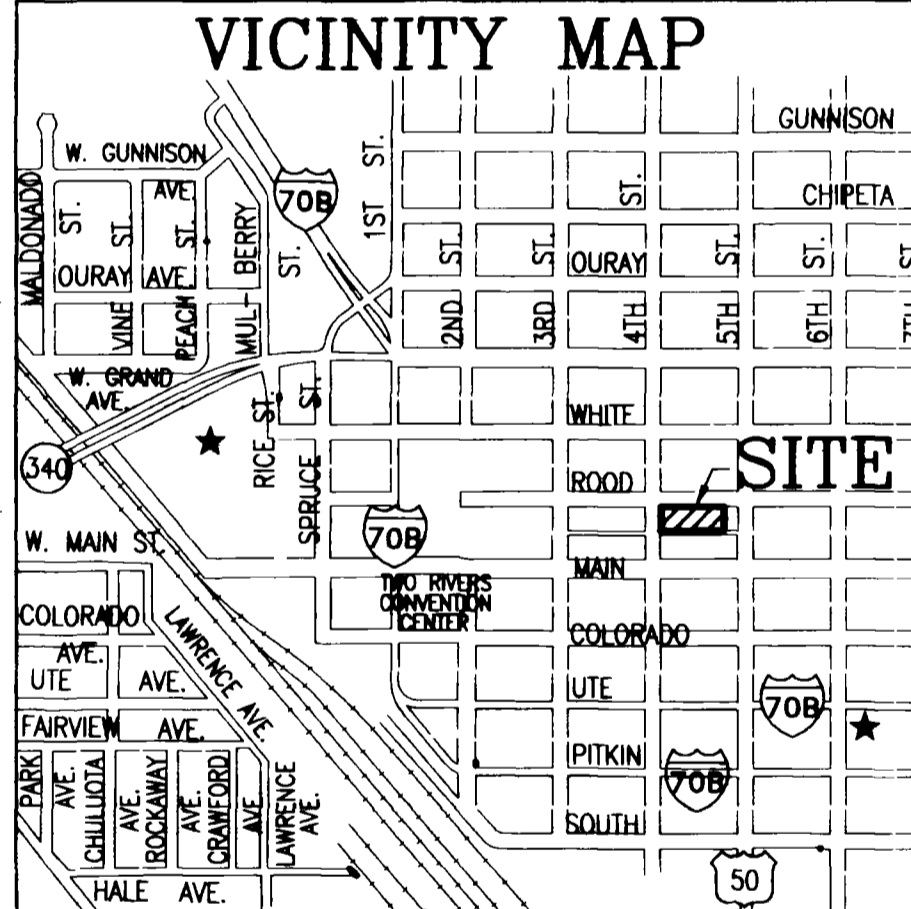 VICINITY MAP
GUNNISON
W. GUNNISON
AVE.
70B
1ST ST.
CHIPETA
MALDONADO
ST.
VINE ST.
PEACH ST.
MUL-BERRY
ST.
OURAY AVE.
2ND ST.
3RD ST.
OURAY
4TH ST.
5TH ST.
6TH ST.
7TH ST.
W. GRAND
AVE.
WHITE
340
RICE ST.
SPRUCE ST.
ROOD
SITE
70B
W. MAIN ST.
MAIN
TWO RIVERS
CONVENTION
CENTER
COLORADO
AVE.
LAWRENCE AVE.
COLORADO
UTE AVE.
UTE
70B
FAIRVIEW AVE.
PITKIN
70B
PARK
AVE.
CHULUOTA
AVE.
ROCKAWAY
AVE.
CRAWFORD
AVE.
LAWRENCE
AVE.
SOUTH
50
HALE AVE.